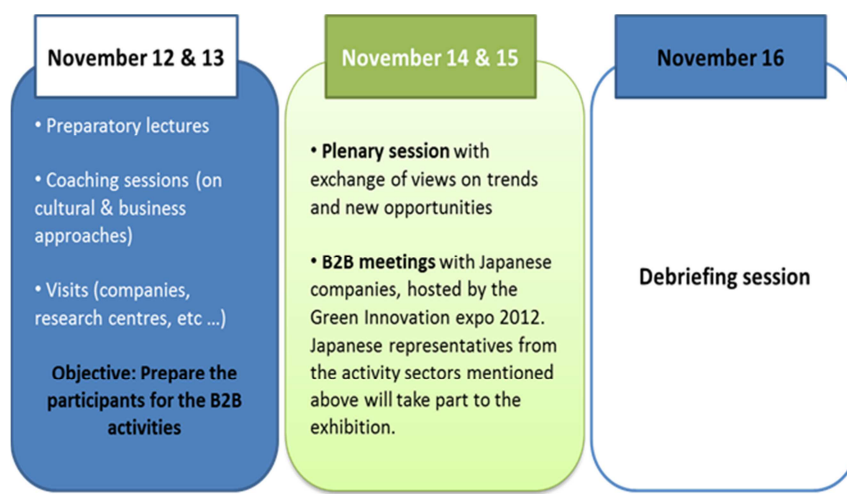 November 12 & 13
• Preparatory lectures
• Coaching sessions (on
cultural & business
approaches)
• Visits (companies,
research centres, etc ...)
Objective: Prepare the
participants for the B2B
activities
November 14 & 15
• Plenary session with
exchange of views on trends
and new opportunities
• B2B meetings with Japanese
companies, hosted by the
Green Innovation expo 2012.
Japanese representatives from
the activity sectors mentioned
above will take part to the
exhibition.
November 16
Debriefing session